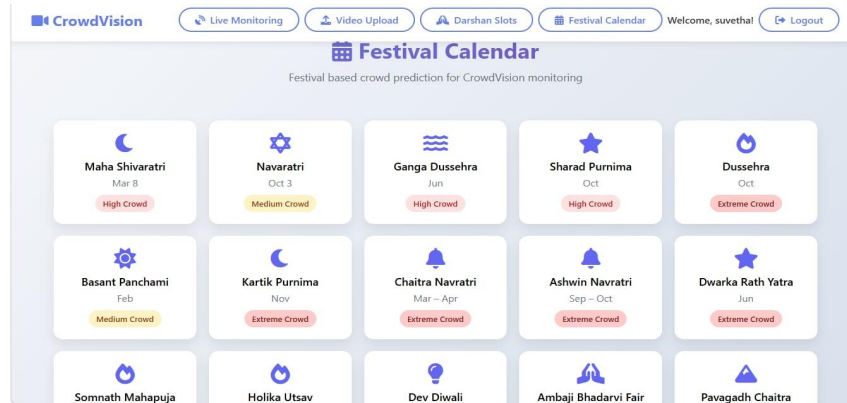 CrowdVision
Live Monitoring
Video Upload
Darshan Slots
Festival Calendar
Welcome, suvetha!
Logout
Festival Calendar
Festival based crowd prediction for CrowdVision monitoring
Maha Shivaratri
Mar 8
High Crowd
Navaratri
Oct 3
Medium Crowd
Ganga Dussehra
Jun
High Crowd
Sharad Purnima
Oct
High Crowd
Dussehra
Oct
Extreme Crowd
Basant Panchami
Feb
Medium Crowd
Kartik Purnima
Nov
Extreme Crowd
Chaitra Navratri
Mar – Apr
Extreme Crowd
Ashwin Navratri
Sep – Oct
Extreme Crowd
Dwarka Rath Yatra
Jun
Extreme Crowd
Somnath Mahapuja
Holika Utsav
Dev Diwali
Ambaji Bhadarvi Fair
Pavagadh Chaitra